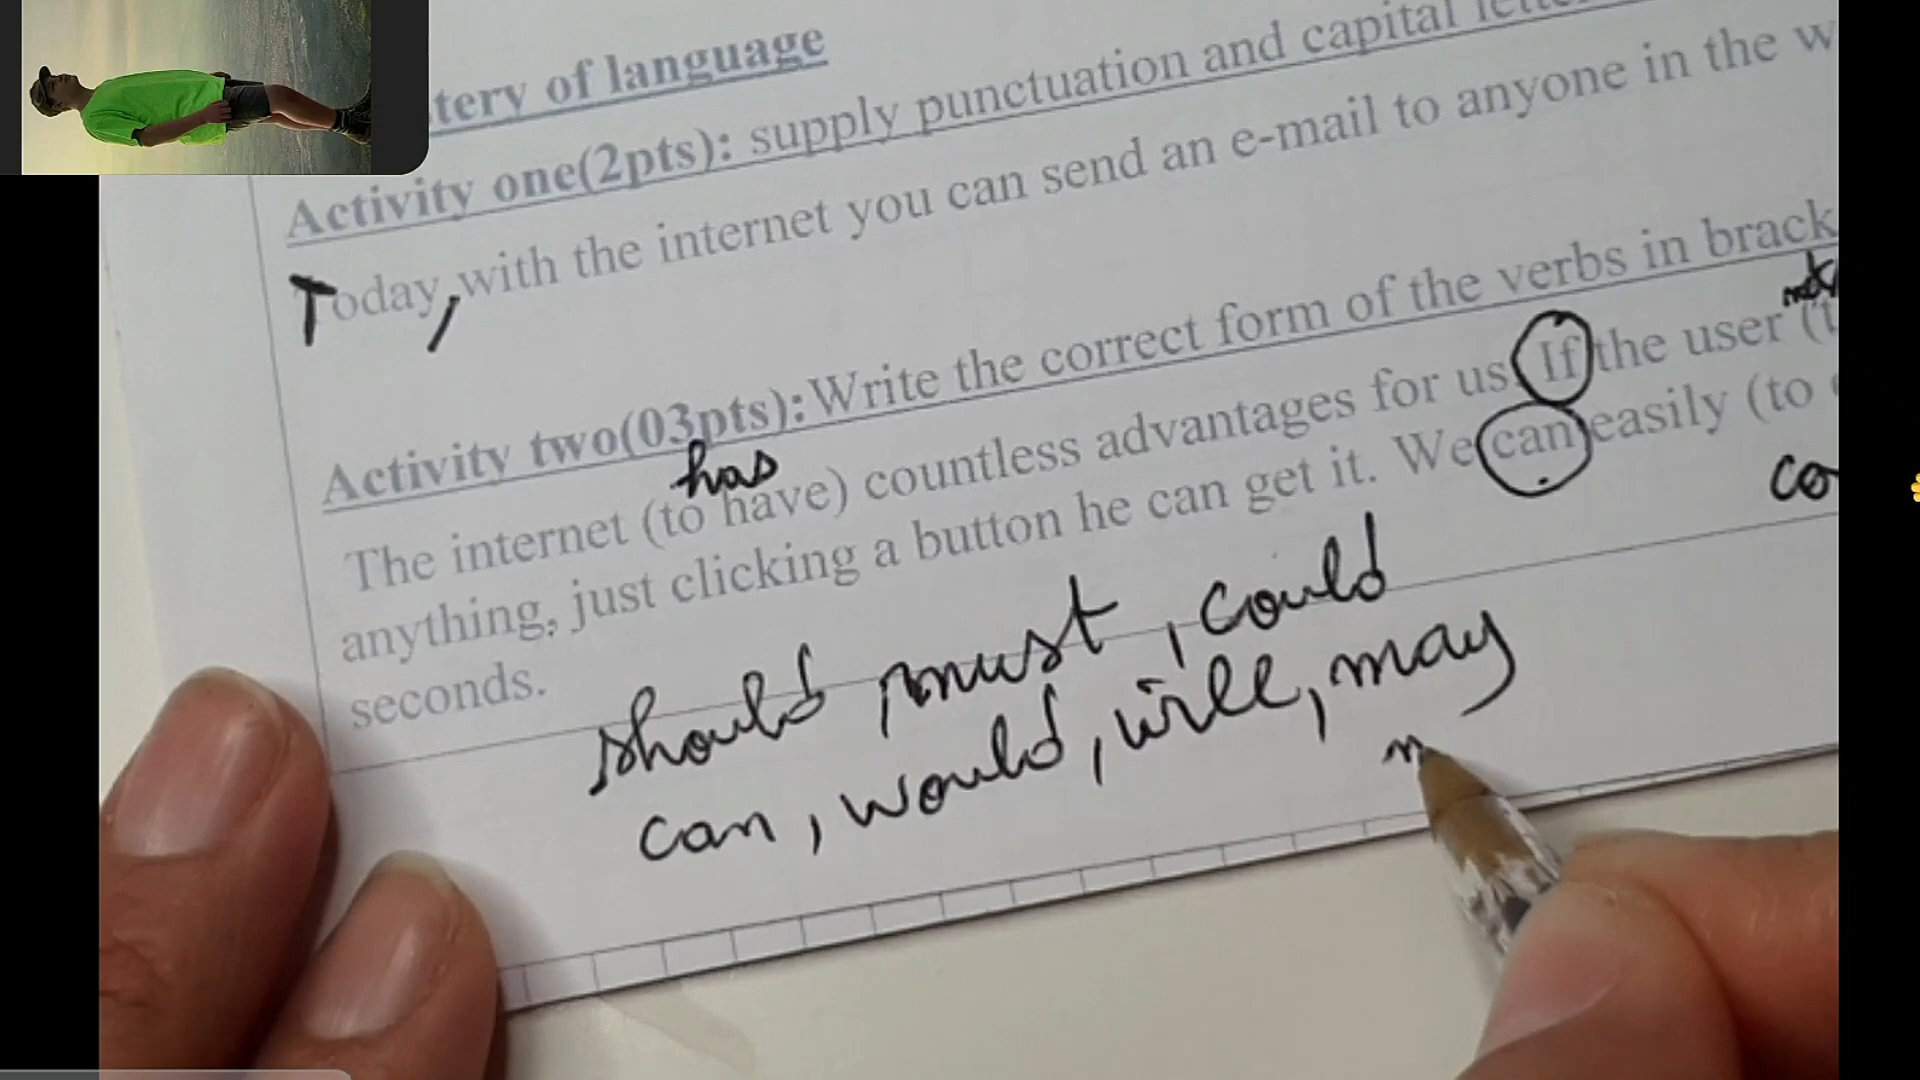 tery of language
Activity one(2pts): supply punctuation and capital
Today, with the internet you can send an e-mail to anyone in the w
Activity two(03pts): Write the correct form of the verbs in brack
has
The internet (to have) countless advantages for us. If the user (t
anything, just clicking a button he can get it. We can easily (to
co
seconds.
should, must, could
can, would, will, may
m